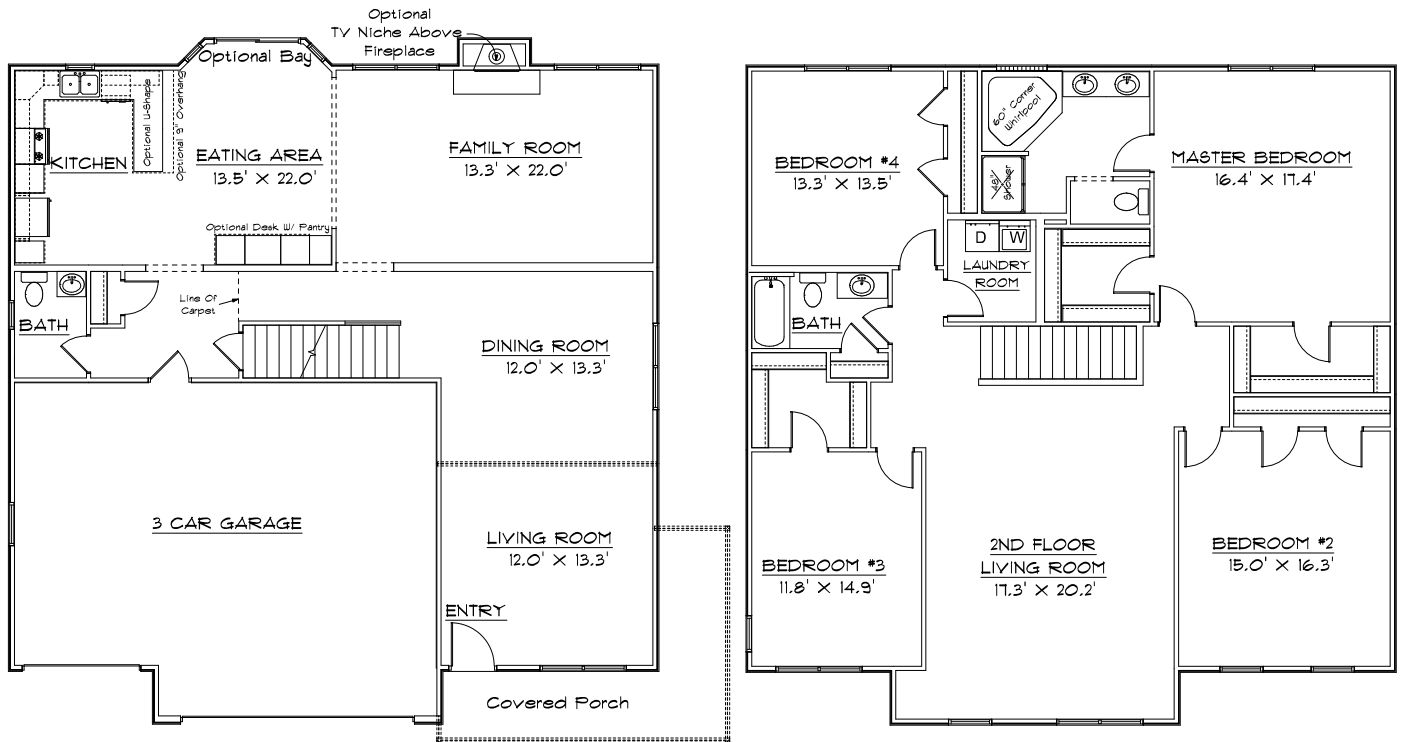 Optional
TV Niche Above
Fireplace
Optional Bay
Optional U-Shape
Optional 9" Overhang
KITCHEN
EATING AREA
13.5' X 22.0'
FAMILY ROOM
13.3' X 22.0'
Optional Desk W/ Pantry
BATH
Line Of
Carpet
DINING ROOM
12.0' X 13.3'
3 CAR GARAGE
LIVING ROOM
12.0' X 13.3'
ENTRY
Covered Porch
BEDROOM #4
13.3' X 13.5'
60" Corner
Whirlpool
48"
Shower
MASTER BEDROOM
16.4' X 17.4'
D
W
LAUNDRY
ROOM
BATH
BEDROOM #3
11.8' X 14.9'
2ND FLOOR
LIVING ROOM
17.3' X 20.2'
BEDROOM #2
15.0' X 16.3'